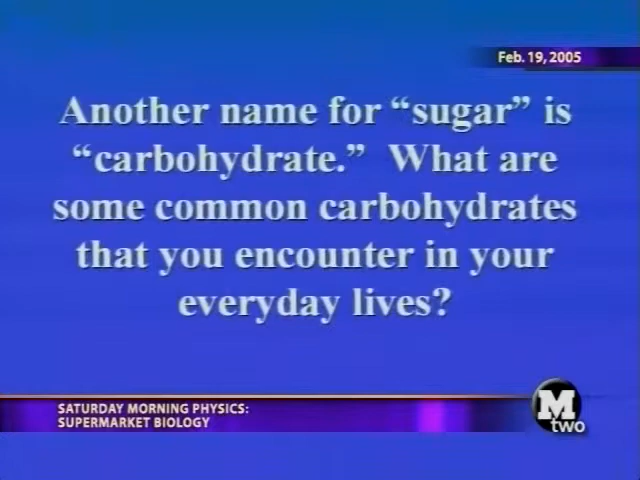 Feb. 19, 2005
Another name for “sugar” is
“carbohydrate.” What are
some common carbohydrates
that you encounter in your
everyday lives?
SATURDAY MORNING PHYSICS:
SUPERMARKET BIOLOGY
M
two